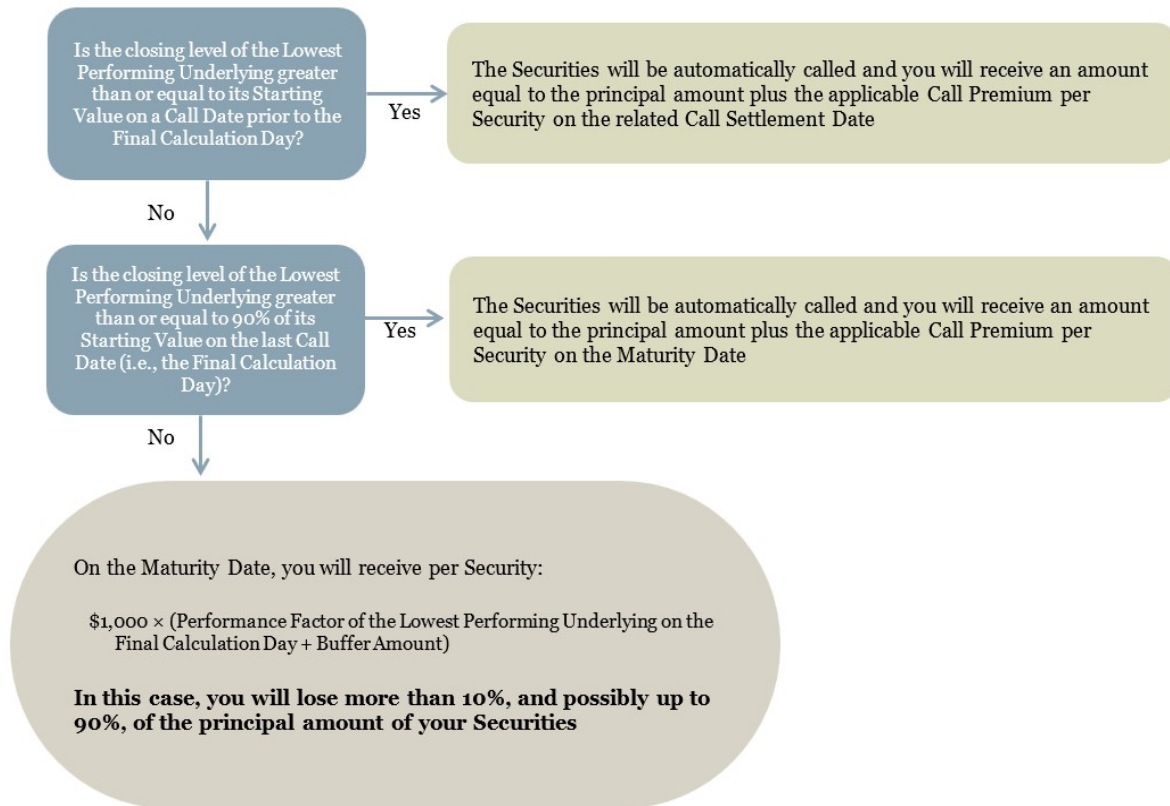 Is the closing level of the Lowest
Performing Underlying greater
than or equal to its Starting
Value on a Call Date prior to the
Final Calculation Day?
Yes
The Securities will be automatically called and you will receive an amount
equal to the principal amount plus the applicable Call Premium per
Security on the related Call Settlement Date
No
Is the closing level of the Lowest
Performing Underlying greater
than or equal to 90% of its
Starting Value on the last Call
Date (i.e., the Final Calculation
Day)?
Yes
The Securities will be automatically called and you will receive an amount
equal to the principal amount plus the applicable Call Premium per
Security on the Maturity Date
No
On the Maturity Date, you will receive per Security:
$1,000 × (Performance Factor of the Lowest Performing Underlying on the
Final Calculation Day + Buffer Amount)
In this case, you will lose more than 10%, and possibly up to
90%, of the principal amount of your Securities